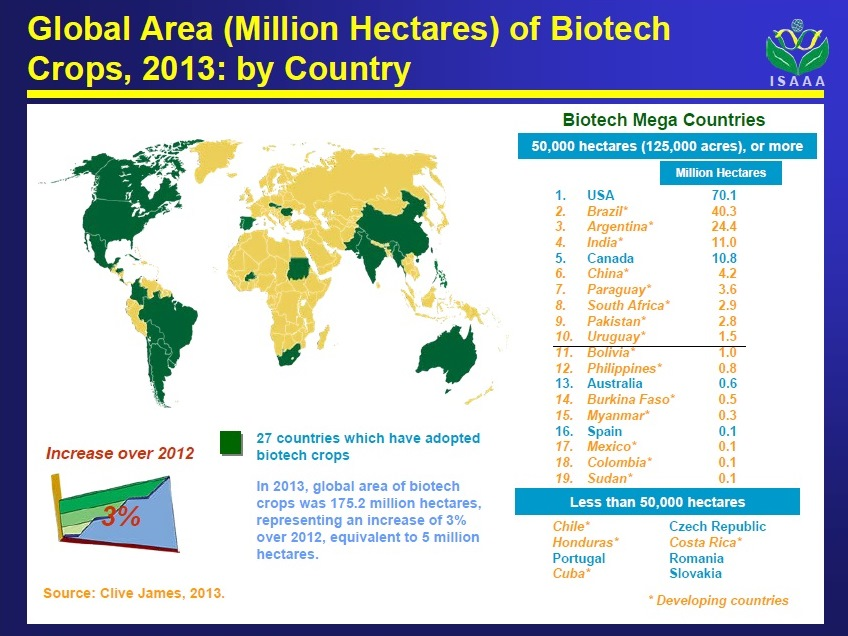 Global Area (Million Hectares) of Biotech
Crops, 2013: by Country
I S A A A
Biotech Mega Countries
50,000 hectares (125,000 acres), or more
Million Hectares
1. USA 70.1
2. Brazil* 40.3
3. Argentina* 24.4
4. India* 11.0
5. Canada 10.8
6. China* 4.2
7. Paraguay* 3.6
8. South Africa* 2.9
9. Pakistan* 2.8
10. Uruguay* 1.5
11. Bolivia* 1.0
12. Philippines* 0.8
13. Australia 0.6
14. Burkina Faso* 0.5
15. Myanmar* 0.3
16. Spain 0.1
17. Mexico* 0.1
18. Colombia* 0.1
19. Sudan* 0.1
Less than 50,000 hectares
Chile* Czech Republic
Honduras* Costa Rica*
Portugal Romania
Cuba* Slovakia
* Developing countries
27 countries which have adopted
biotech crops
In 2013, global area of biotech
crops was 175.2 million hectares,
representing an increase of 3%
over 2012, equivalent to 5 million
hectares.
Increase over 2012
3%
Source: Clive James, 2013.